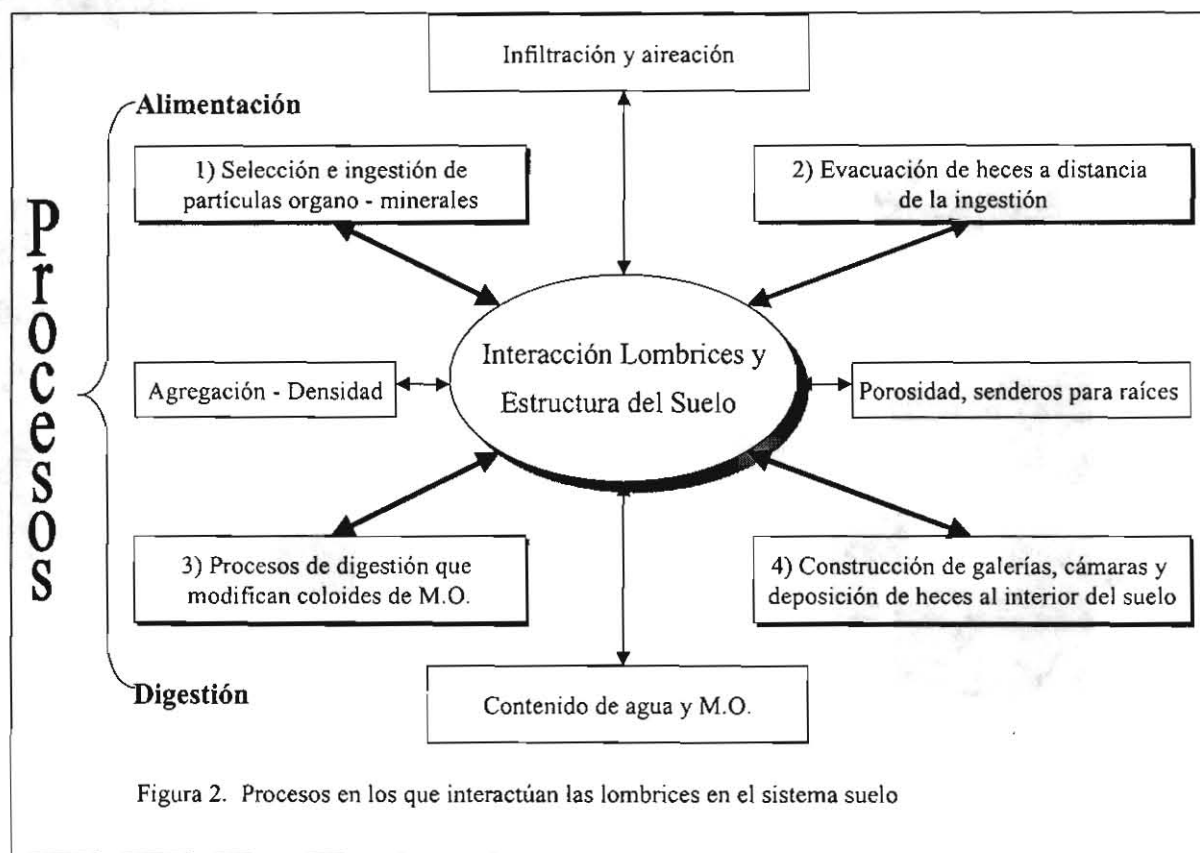 Infiltración y aireación
Alimentación
1) Selección e ingestión de
partículas organo - minerales
2) Evacuación de heces a distancia
de la ingestión
Procesos
Interacción Lombrices y
Estructura del Suelo
Agregación - Densidad
Porosidad, senderos para raíces
3) Procesos de digestión que
modifican coloides de M.O.
4) Construcción de galerías, cámaras y
deposición de heces al interior del suelo
Digestión
Contenido de agua y M.O.
Figura 2. Procesos en los que interactúan las lombrices en el sistema suelo